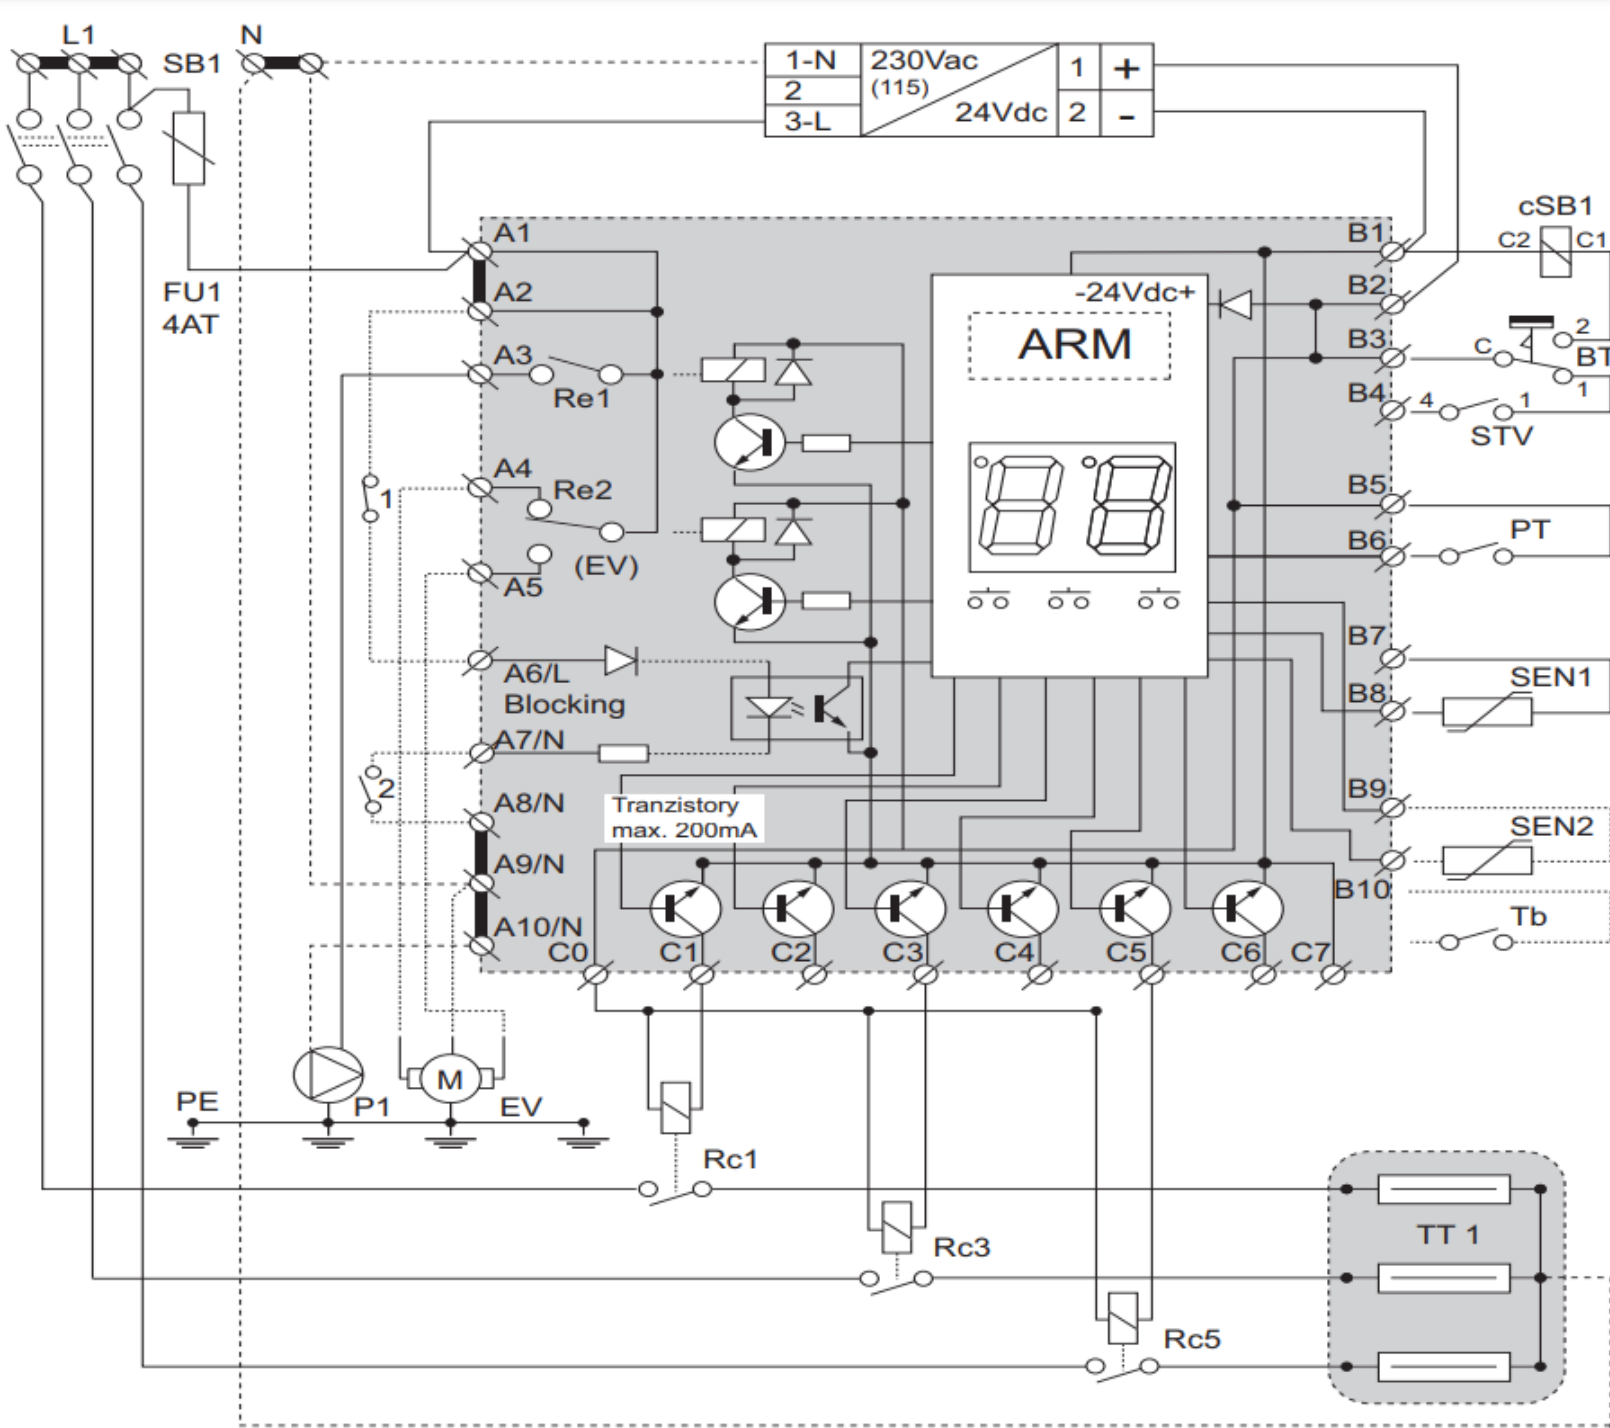 L1
N
SB1
1-N
230Vac
1
+
2
(115)
3-L
24Vdc
2
-
cSB1
C2
C1
A1
B1
FU1
4AT
A2
-24Vdc+
B2
ARM
B3
C
2
BT
1
A3
Re1
B4
4
1
STV
A4
Re2
B5
1
PT
(EV)
B6
A5
A6/L
Blocking
B7
SEN1
B8
A7/N
2
A8/N
Tranzistory
max. 200mA
B9
SEN2
A9/N
B10
Tb
A10/N
C0
C1
C2
C3
C4
C5
C6
C7
M
PE
P1
EV
Rc1
TT 1
Rc3
Rc5